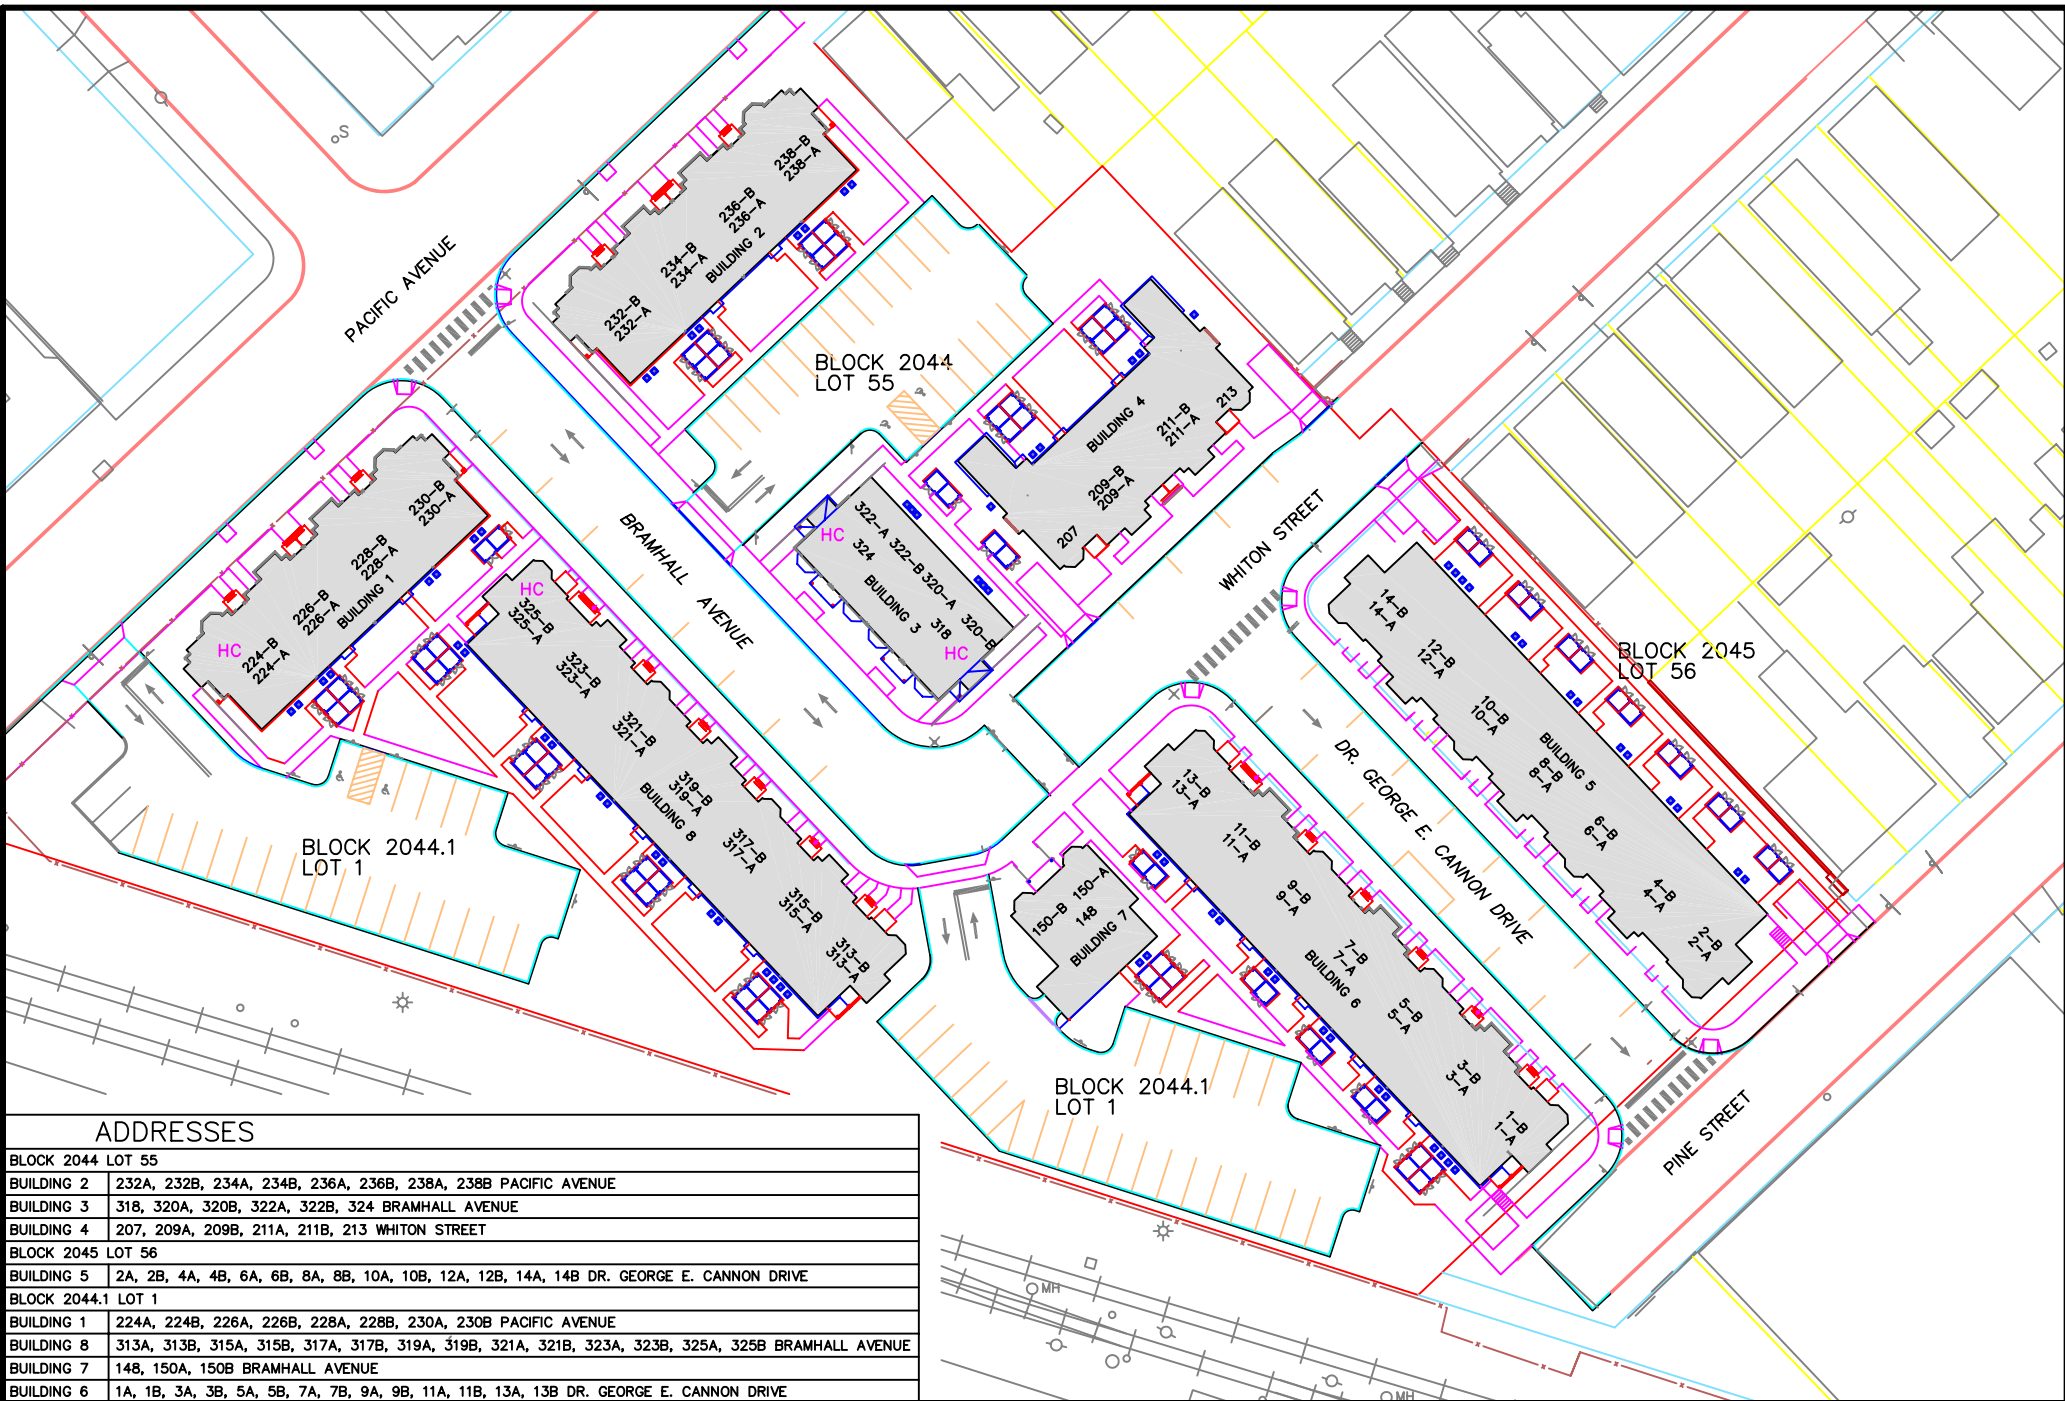 PACIFIC AVENUE
238-B
238-A
236-B
236-A
234-B
234-A
BUILDING 2
232-B
232-A
BLOCK 2044
LOT 55
BUILDING 4
213
211-B
211-A
209-B
209-A
207
WHITON STREET
BRAMHALL
AVENUE
HC
322-A
324
322-B
320-A
318
320-B
BUILDING 3
HC
230-B
230-A
228-B
228-A
BUILDING 1
226-B
226-A
224-B
224-A
HC
HC
325-B
325-A
323-B
323-A
321-B
321-A
319-B
319-A
BUILDING 8
317-B
317-A
315-B
315-A
313-B
313-A
BLOCK 2044.1
LOT 1
BLOCK 2045
LOT 56
14-B
14-A
12-B
12-A
10-B
10-A
BUILDING 5
8-B
8-A
6-B
6-A
4-B
4-A
2-B
2-A
DR. GEORGE E. CANNON DRIVE
13-B
13-A
11-B
11-A
9-B
9-A
7-B
7-A
BUILDING 6
5-B
5-A
3-B
3-A
1-B
1-A
150-B
150-A
148
BUILDING 7
BLOCK 2044.1
LOT 1
PINE STREET
S
MH
MH
ADDRESSES
BLOCK 2044 LOT 55
BUILDING 2 232A, 232B, 234A, 234B, 236A, 236B, 238A, 238B PACIFIC AVENUE
BUILDING 3 318, 320A, 320B, 322A, 322B, 324 BRAMHALL AVENUE
BUILDING 4 207, 209A, 209B, 211A, 211B, 213 WHITON STREET
BLOCK 2045 LOT 56
BUILDING 5 2A, 2B, 4A, 4B, 6A, 6B, 8A, 8B, 10A, 10B, 12A, 12B, 14A, 14B DR. GEORGE E. CANNON DRIVE
BLOCK 2044.1 LOT 1
BUILDING 1 224A, 224B, 226A, 226B, 228A, 228B, 230A, 230B PACIFIC AVENUE
BUILDING 8 313A, 313B, 315A, 315B, 317A, 317B, 319A, 319B, 321A, 321B, 323A, 323B, 325A, 325B BRAMHALL AVENUE
BUILDING 7 148, 150A, 150B BRAMHALL AVENUE
BUILDING 6 1A, 1B, 3A, 3B, 5A, 5B, 7A, 7B, 9A, 9B, 11A, 11B, 13A, 13B DR. GEORGE E. CANNON DRIVE